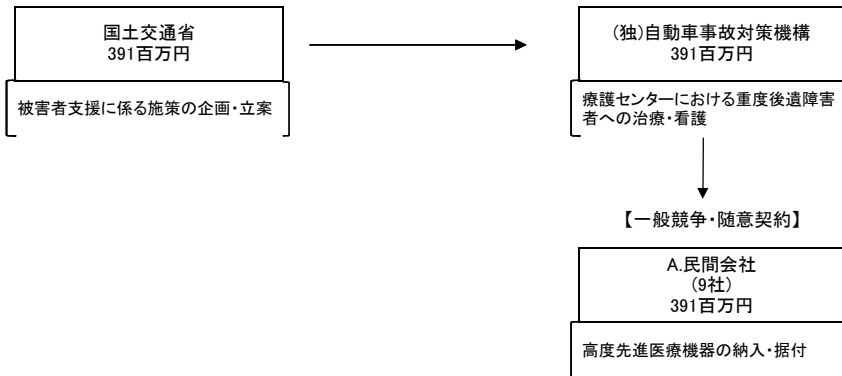 国土交通省
391百万円
被害者支援に係る施策の企画・立案
(独)自動車事故対策機構
391百万円
療護センターにおける重度後遺障害
者への治療・看護
【一般競争・随意契約】
A.民間会社
(9社)
391百万円
高度先進医療機器の納入・据付